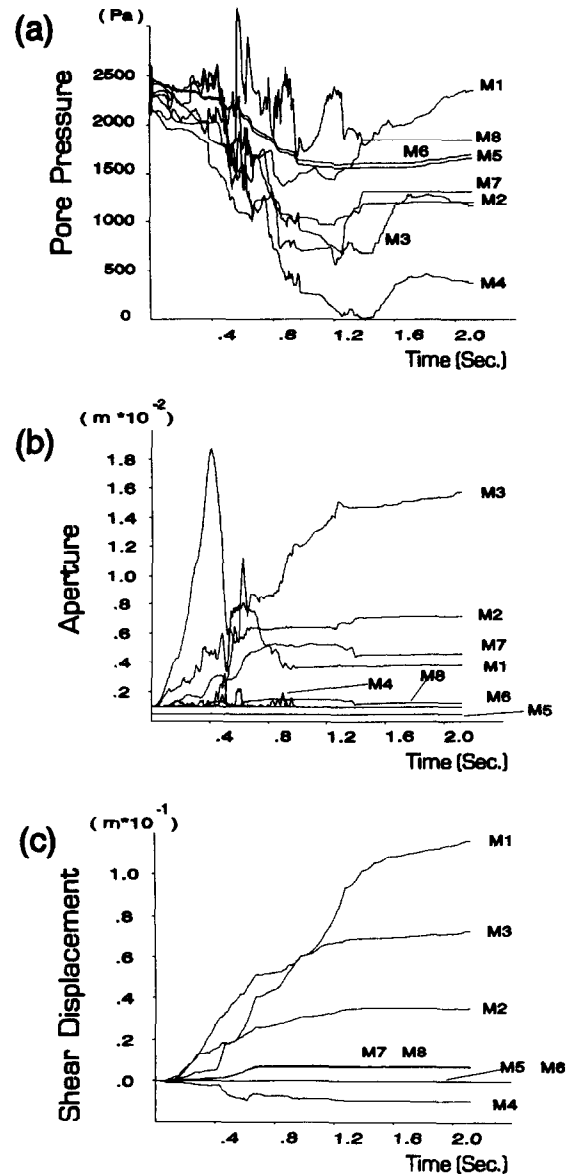 (a)
(Pa)
Pore Pressure
2500
2000
1500
1000
500
0
M1
M8
M6
M5
M7
M2
M3
M4
.4 .8 1.2 1.6 2.0
Time (Sec.)
(b)
(m *10⁻²)
Aperture
1.8
1.6
1.4
1.2
1.0
.8
.6
.4
.2
M3
M2
M7
M1
M4
M8
M6
M5
.4 .8 1.2 1.6 2.0
Time (Sec.)
(c)
(m*10⁻¹)
Shear Displacement
1.0
.8
.6
.4
.2
.0
M1
M3
M2
M7 M8
M5 M6
M4
.4 .8 1.2 1.6 2.0
Time (Sec.)